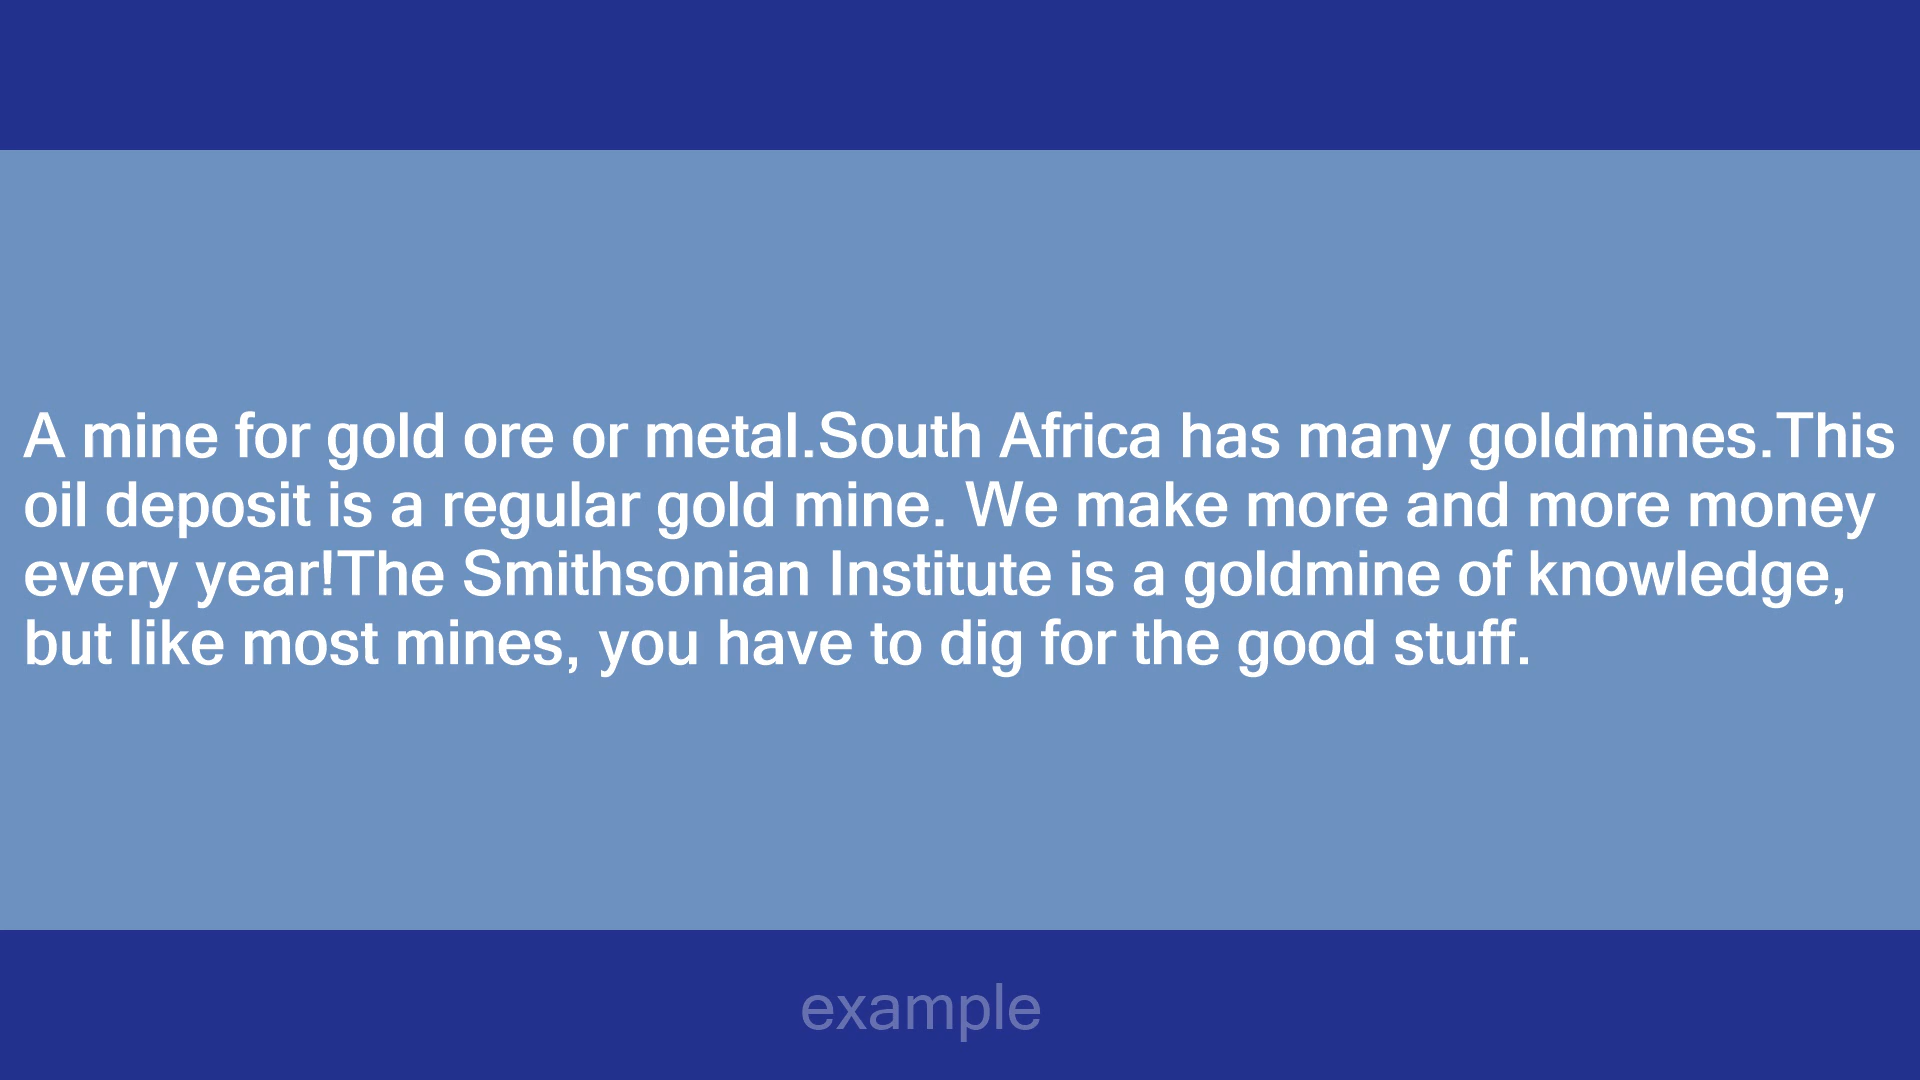 A mine for gold ore or metal.South Africa has many goldmines.This
oil deposit is a regular gold mine. We make more and more money
every year!The Smithsonian Institute is a goldmine of knowledge,
but like most mines, you have to dig for the good stuff.
example